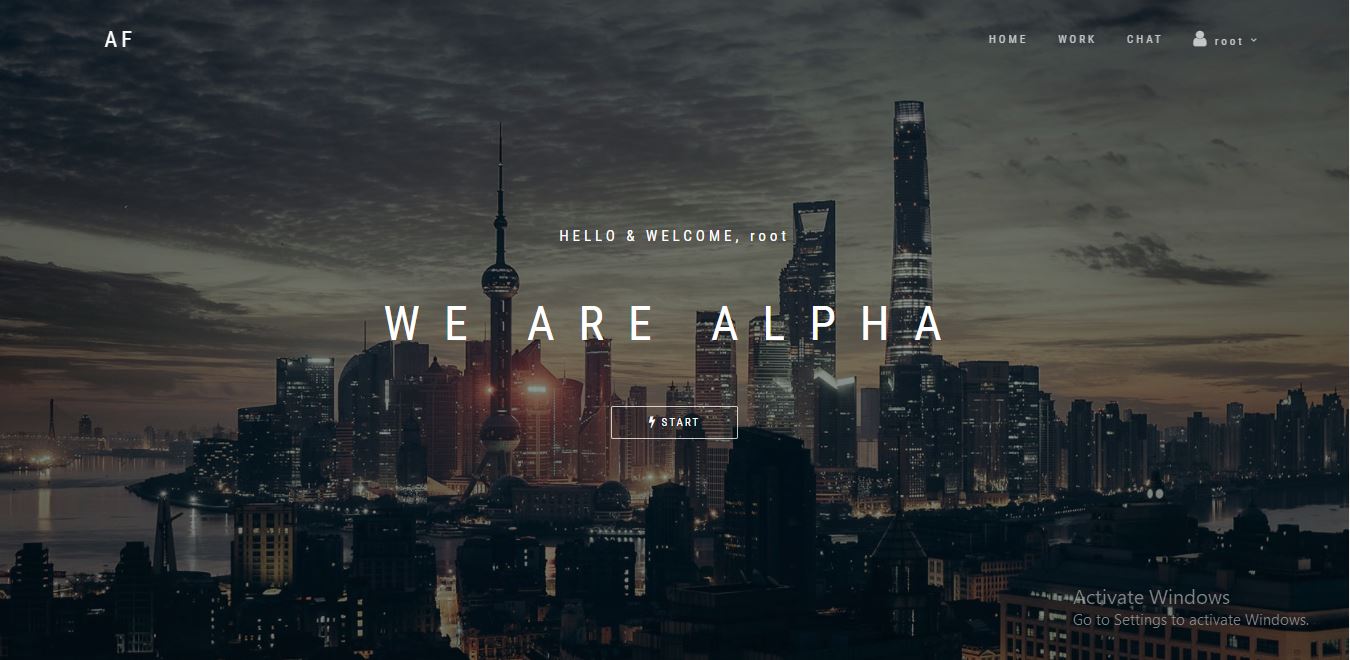 AF
HOME WORK CHAT root
HELLO & WELCOME, root
WE ARE ALPHA
START
Activate Windows
Go to Settings to activate Windows.